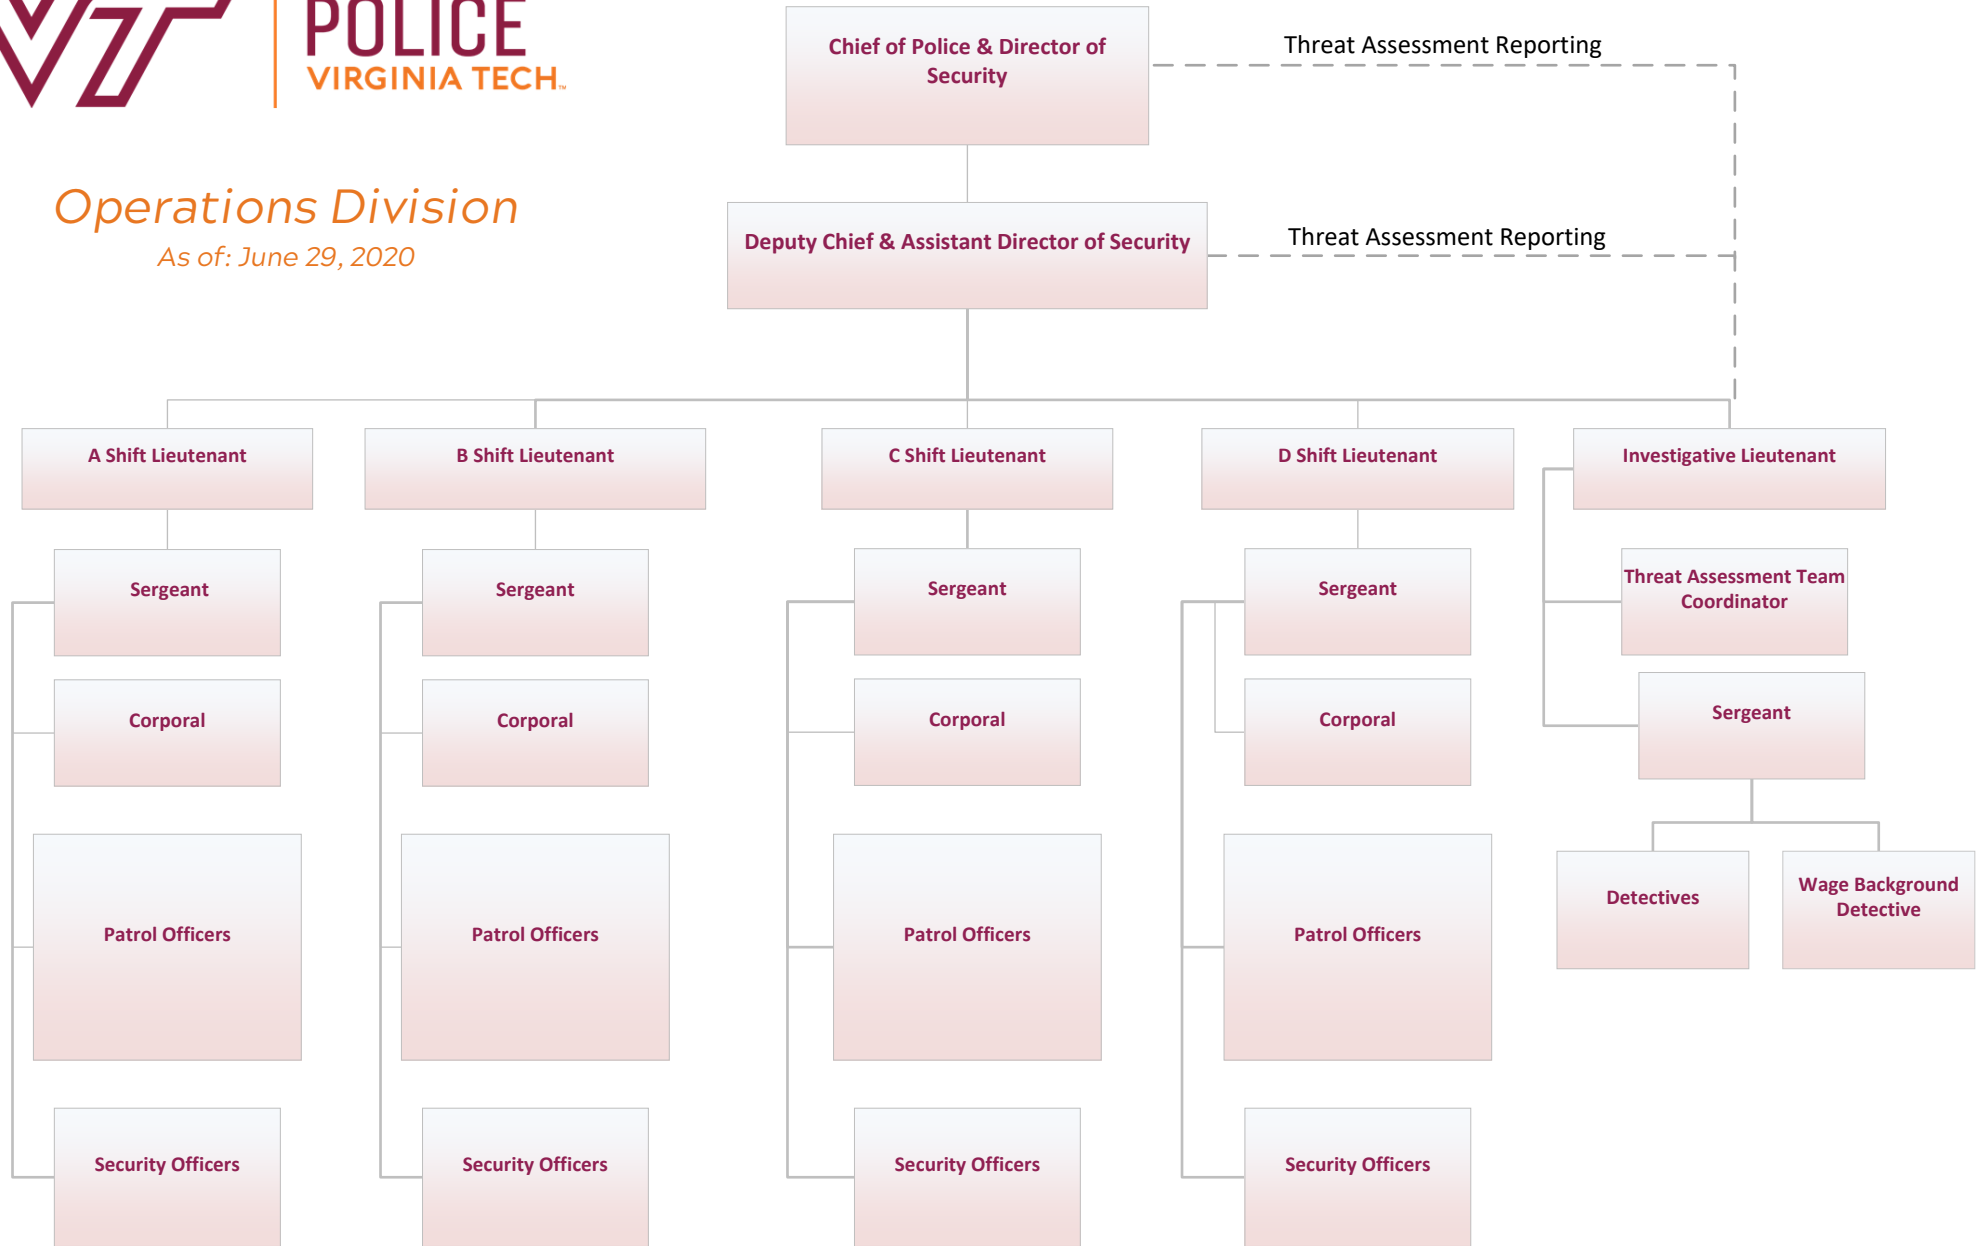 POLICE
VIRGINIA TECH™
Operations Division
As of: June 29, 2020
Chief of Police & Director of
Security
Threat Assessment Reporting
Deputy Chief & Assistant Director of Security
Threat Assessment Reporting
A Shift Lieutenant
B Shift Lieutenant
C Shift Lieutenant
D Shift Lieutenant
Investigative Lieutenant
Sergeant
Sergeant
Sergeant
Sergeant
Threat Assessment Team
Coordinator
Corporal
Corporal
Corporal
Corporal
Sergeant
Patrol Officers
Patrol Officers
Patrol Officers
Patrol Officers
Detectives
Wage Background
Detective
Security Officers
Security Officers
Security Officers
Security Officers